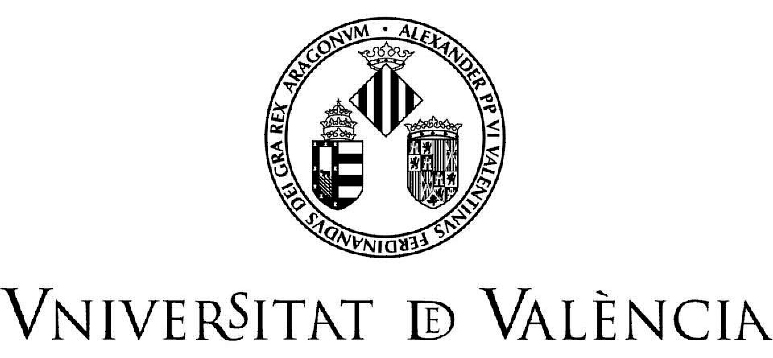 ALEXANDER PP VI VALENTINVS FERDINANDVS DEI GRA REX ARAGONVM ·
VNIVERSITAT DE VALÈNCIA